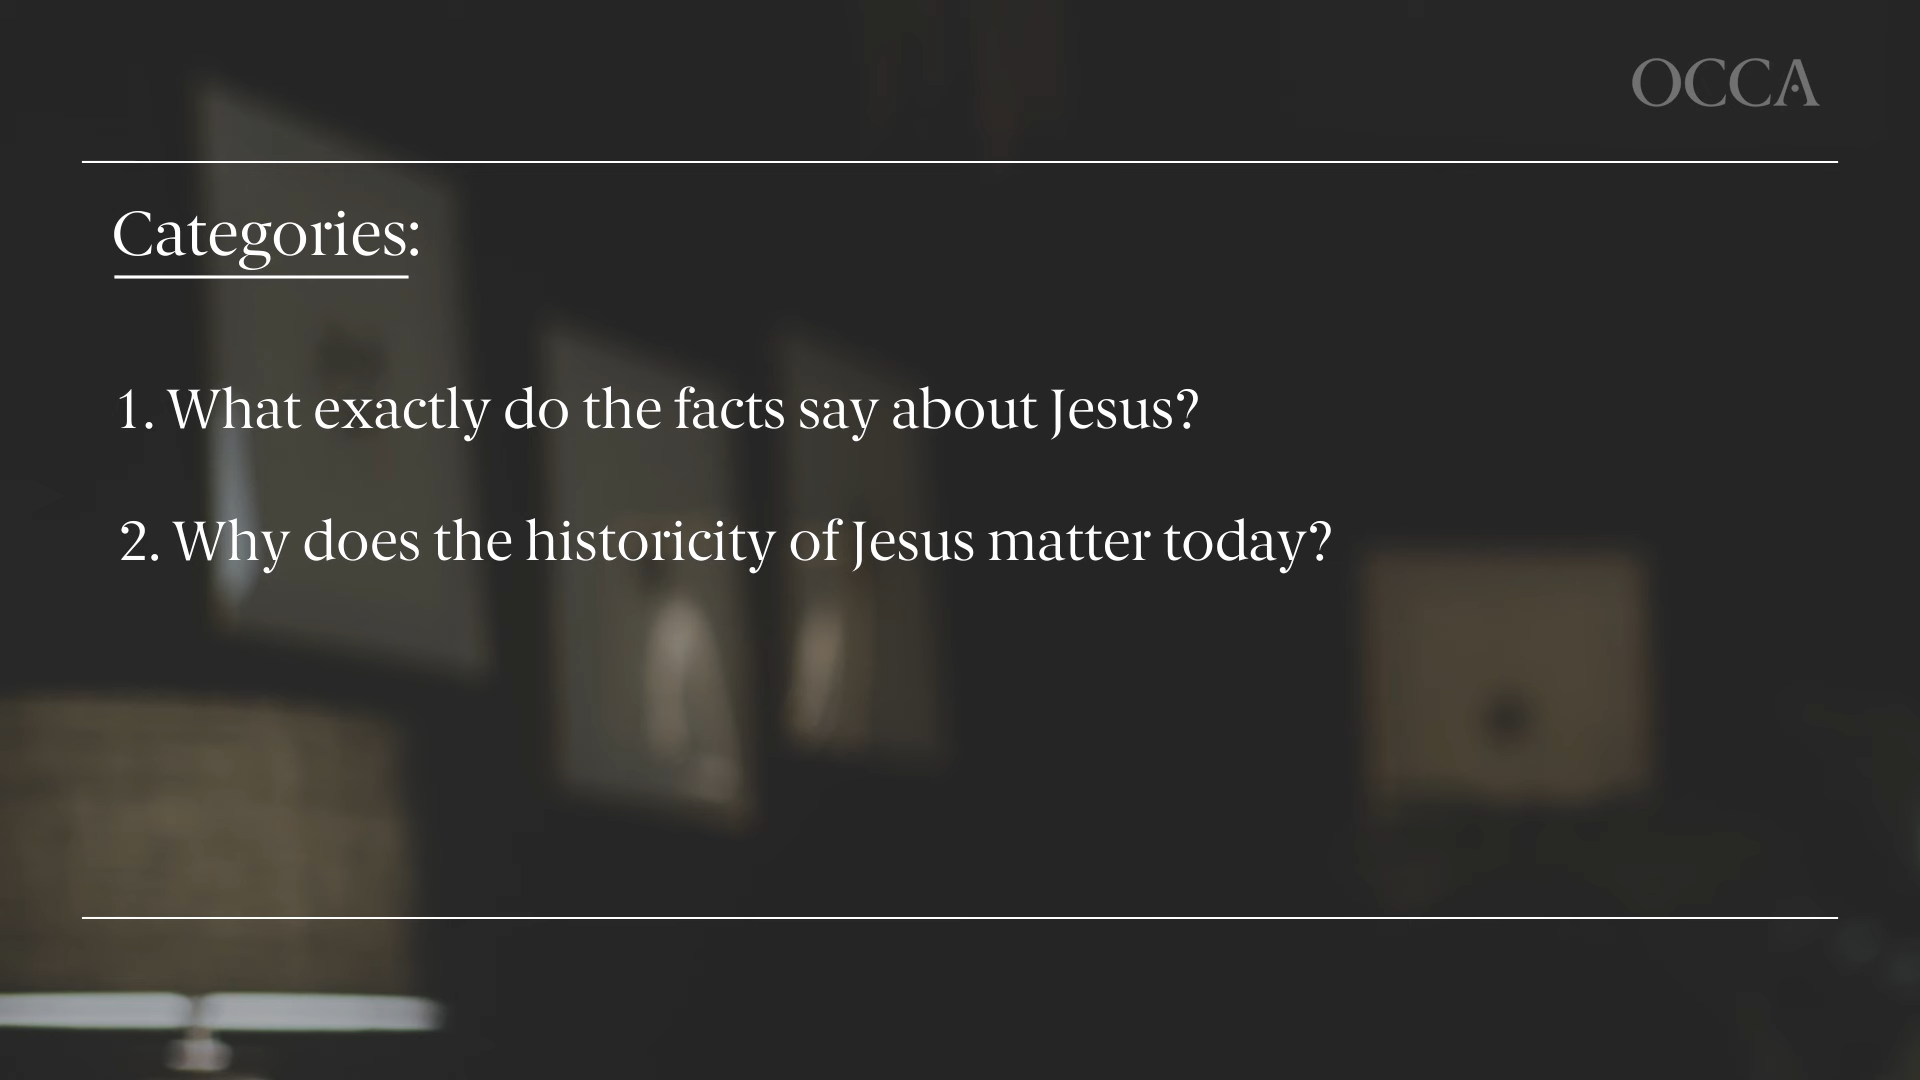 OCCA
Categories:
1. What exactly do the facts say about Jesus?
2. Why does the historicity of Jesus matter today?